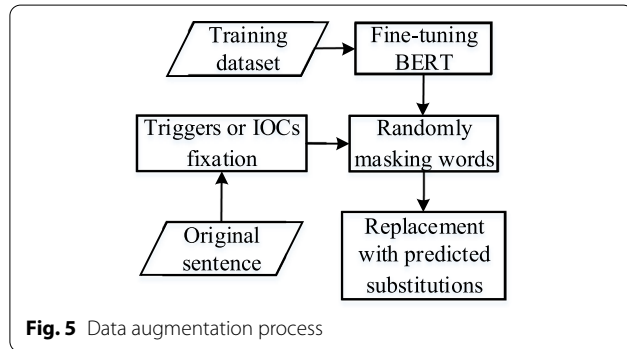 Training
dataset
Fine-tuning
BERT
Triggers or IOCs
fixation
Randomly
masking words
Original
sentence
Replacement
with predicted
substitutions
Fig. 5 Data augmentation process